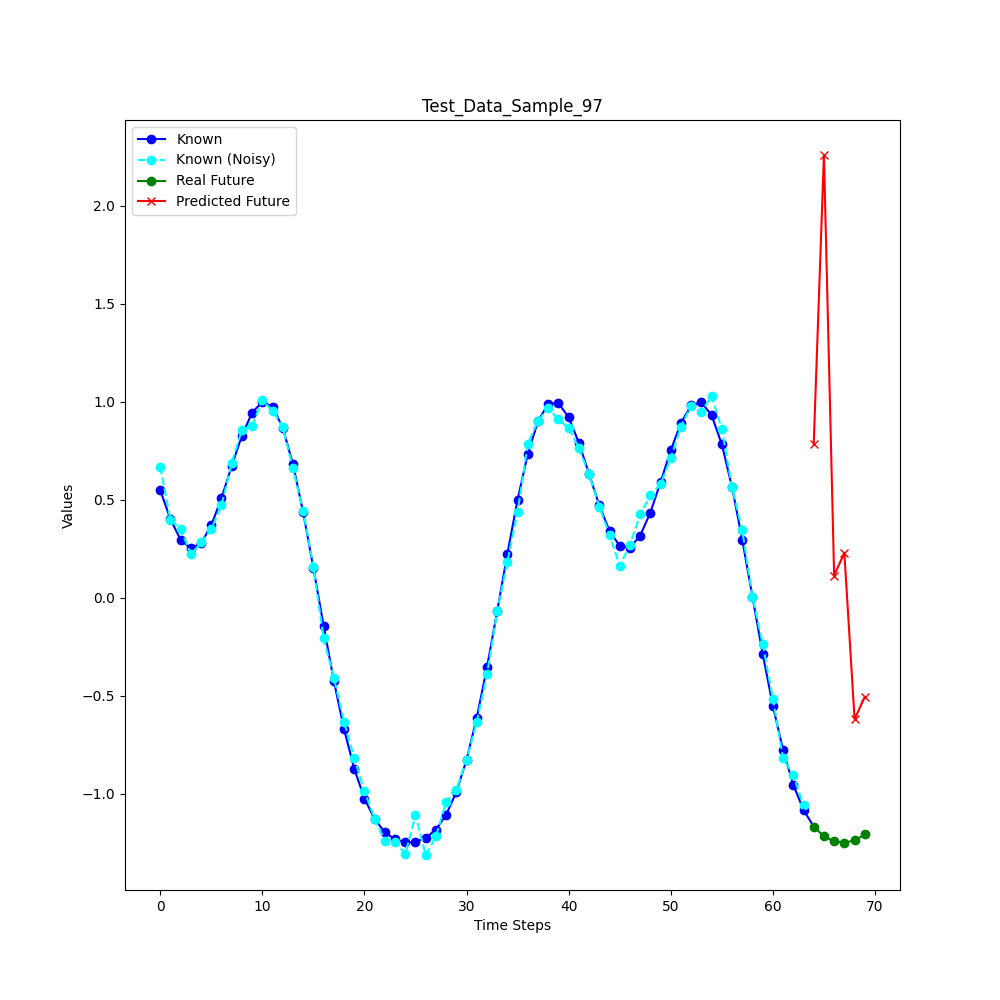 Test_Data_Sample_97
Known
Known (Noisy)
Real Future
Predicted Future
2.0
1.5
1.0
0.5
0.0
−0.5
−1.0
Values
0 10 20 30 40 50 60 70
Time Steps